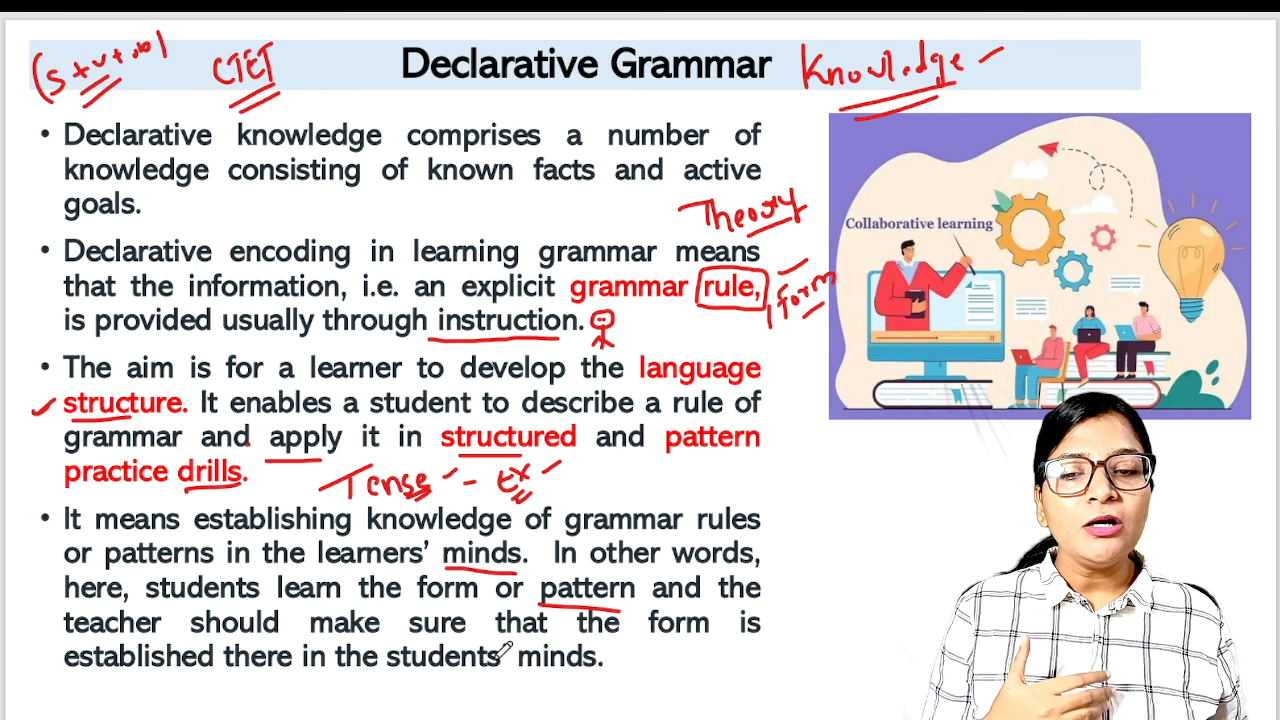 (S+V+ob)
CTET
Declarative Grammar
Knowledge
• Declarative knowledge comprises a number of
knowledge consisting of known facts and active
goals.
Theory
• Declarative encoding in learning grammar means
that the information, i.e. an explicit grammar rule,
is provided usually through instruction.
Form
• The aim is for a learner to develop the language
structure. It enables a student to describe a rule of
grammar and apply it in structured and pattern
practice drills.
Tense - Ex
• It means establishing knowledge of grammar rules
or patterns in the learners’ minds. In other words,
here, students learn the form or pattern and the
teacher should make sure that the form is
established there in the students minds.
Collaborative learning